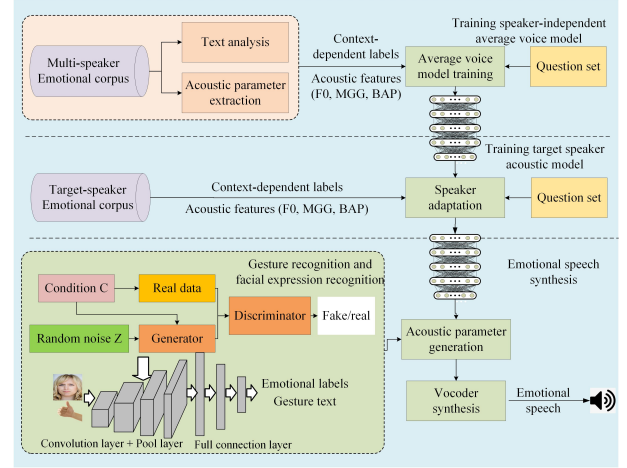 Multi-speaker
Emotional corpus
Text analysis
Acoustic parameter
extraction
Context-
dependent labels
Acoustic features
(F0, MGG, BAP)
Training speaker-independent
average voice model
Average voice
model training
Question set
Training target speaker
acoustic model
Target-speaker
Emotional corpus
Context-dependent labels
Acoustic features (F0, MGG, BAP)
Speaker
adaptation
Question set
Gesture recognition and
facial expression recognition
Condition C
Real data
Discriminator
Fake/real
Random noise Z
Generator
Emotional labels
Gesture text
Convolution layer + Pool layer
Full connection layer
Emotional speech
synthesis
Acoustic parameter
generation
Vocoder
synthesis
Emotional
speech